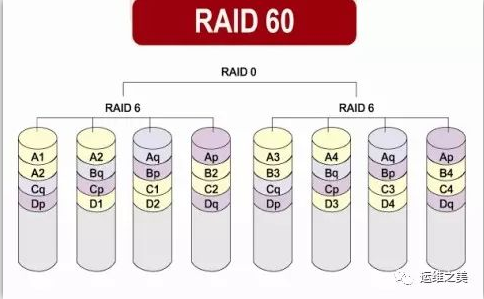 RAID 60
RAID 0
RAID 6 RAID 6
A1 A2 Aq Ap A3 A4 Aq Ap
A2 Bq Bp B2 B3 Bq Bp B4
Cq Cp C1 C2 Cq Cp C3 C4
Dp D1 D2 Dq Dp D3 D4 Dq
运维之美